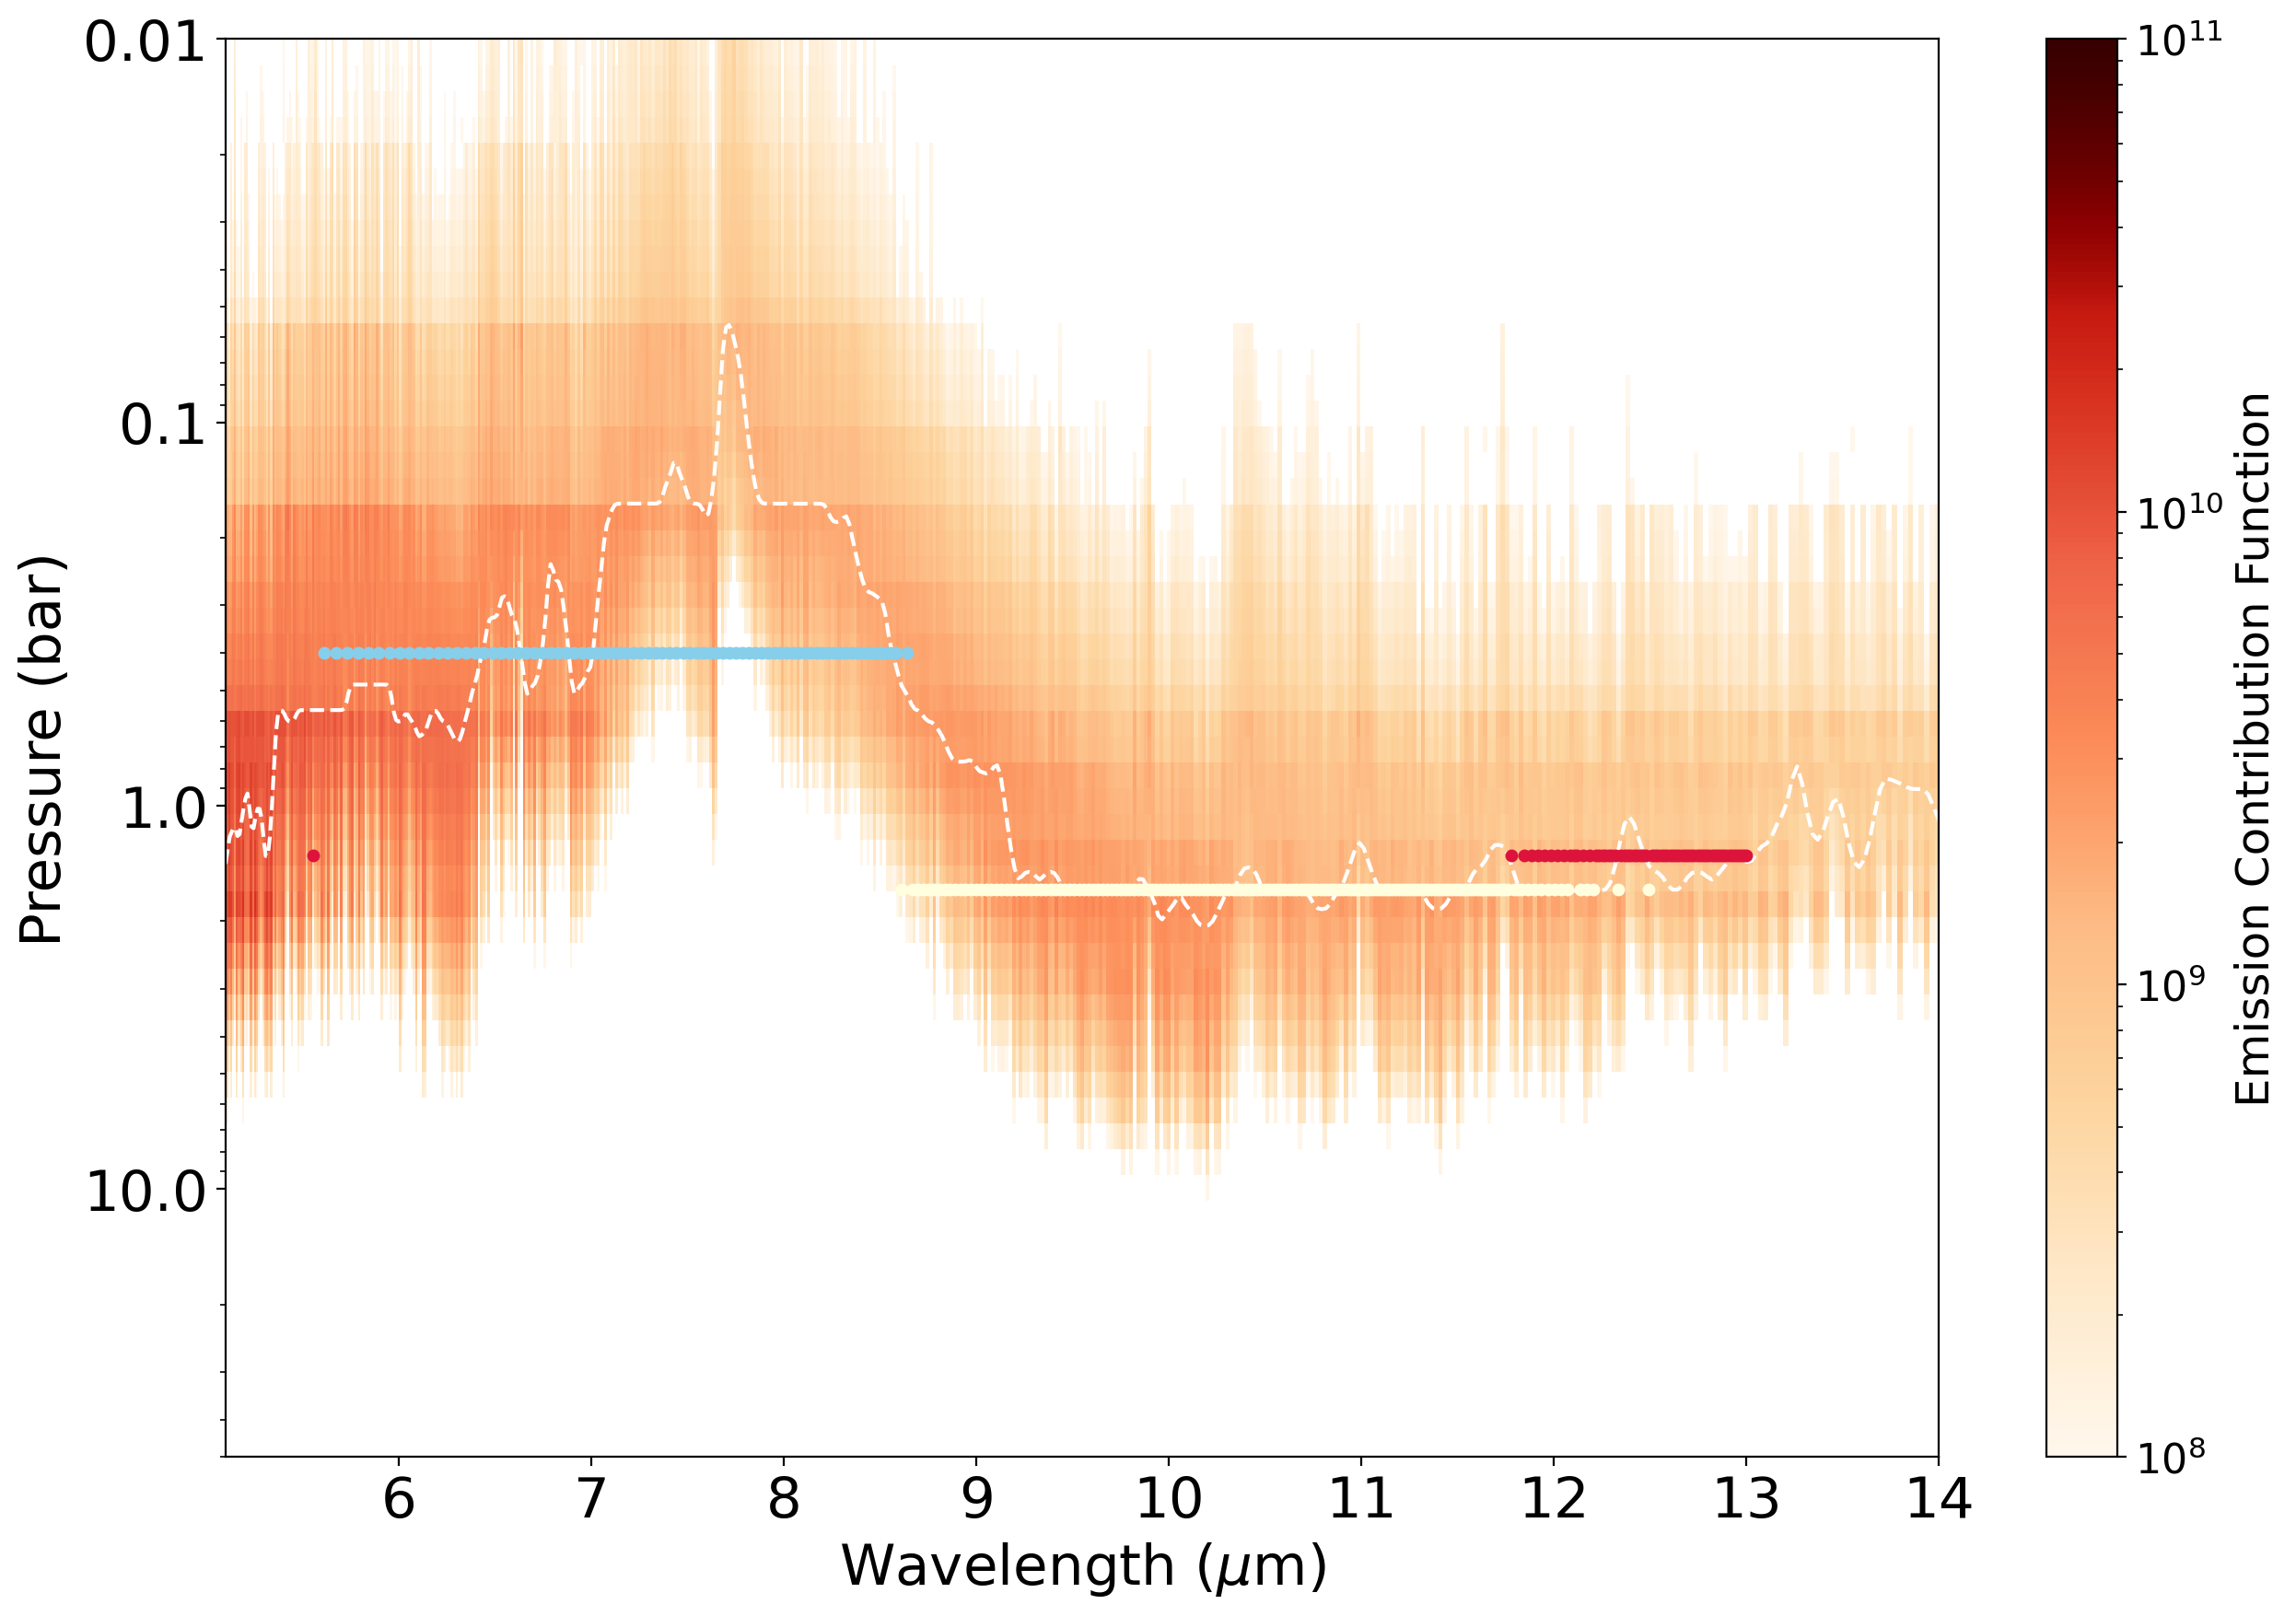 0.01
0.1
1.0
10.0
Pressure (bar)
6 7 8 9 10 11 12 13 14
Wavelength (μm)
10¹¹
10¹⁰
10⁹
10⁸
Emission Contribution Function